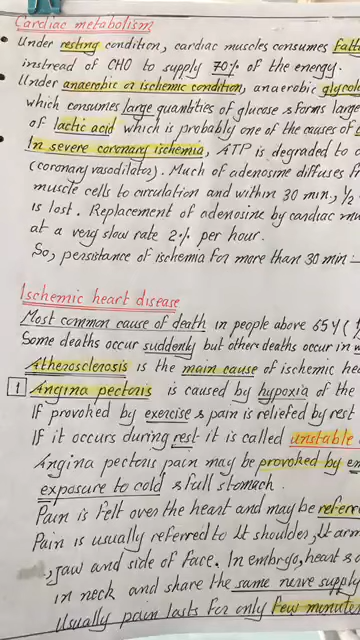 Cardiac metabolism
Under resting condition, cardiac muscles consumes
instread of CHO to supply 70% of the energy.
Under anaerobic or ischemic condition, anaerobic
which consumes large quantities of glucose & forms large
of lactic acid which is probably one of the causes of
In severe coronary ischemia, ATP is degraded to
(coronary vasodilator). Much of adenosine diffuses
muscle cells to circulation and within 30 min, 1/2
is lost. Replacement of adenosine by cardiac
at a very slow rate 2% per hour.
So, persistance of ischemia for more than 30 min
Ischemic heart disease
Most common cause of death in people above 65 Y
Some deaths occur suddenly but other deaths occur in
Atherosclerosis is the main cause of ischemic
1 Angina pectoris is caused by hypoxia of the
If provoked by exercise & pain is reliefed by rest
If it occurs during rest it is called unstable
Angina pectoris pain may be provoked by
exposure to cold & full stomach.
Pain is felt over the heart and may be
Pain is usually referred to Lt shoulder, Lt arm
, jaw and side of face. In embryo, heart &
in neck and share the same nerve supply
Usually pain lasts for only few minutes